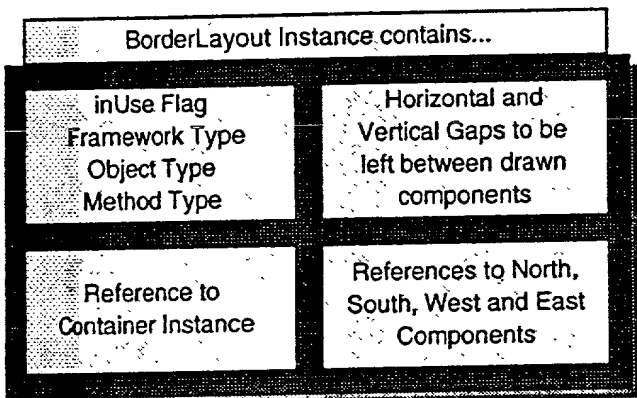 BorderLayout Instance contains...
inUse Flag
Framework Type
Object Type
Method Type
Horizontal and
Vertical Gaps to be
left between drawn
components
Reference to
Container Instance
References to North,
South, West and East
Components